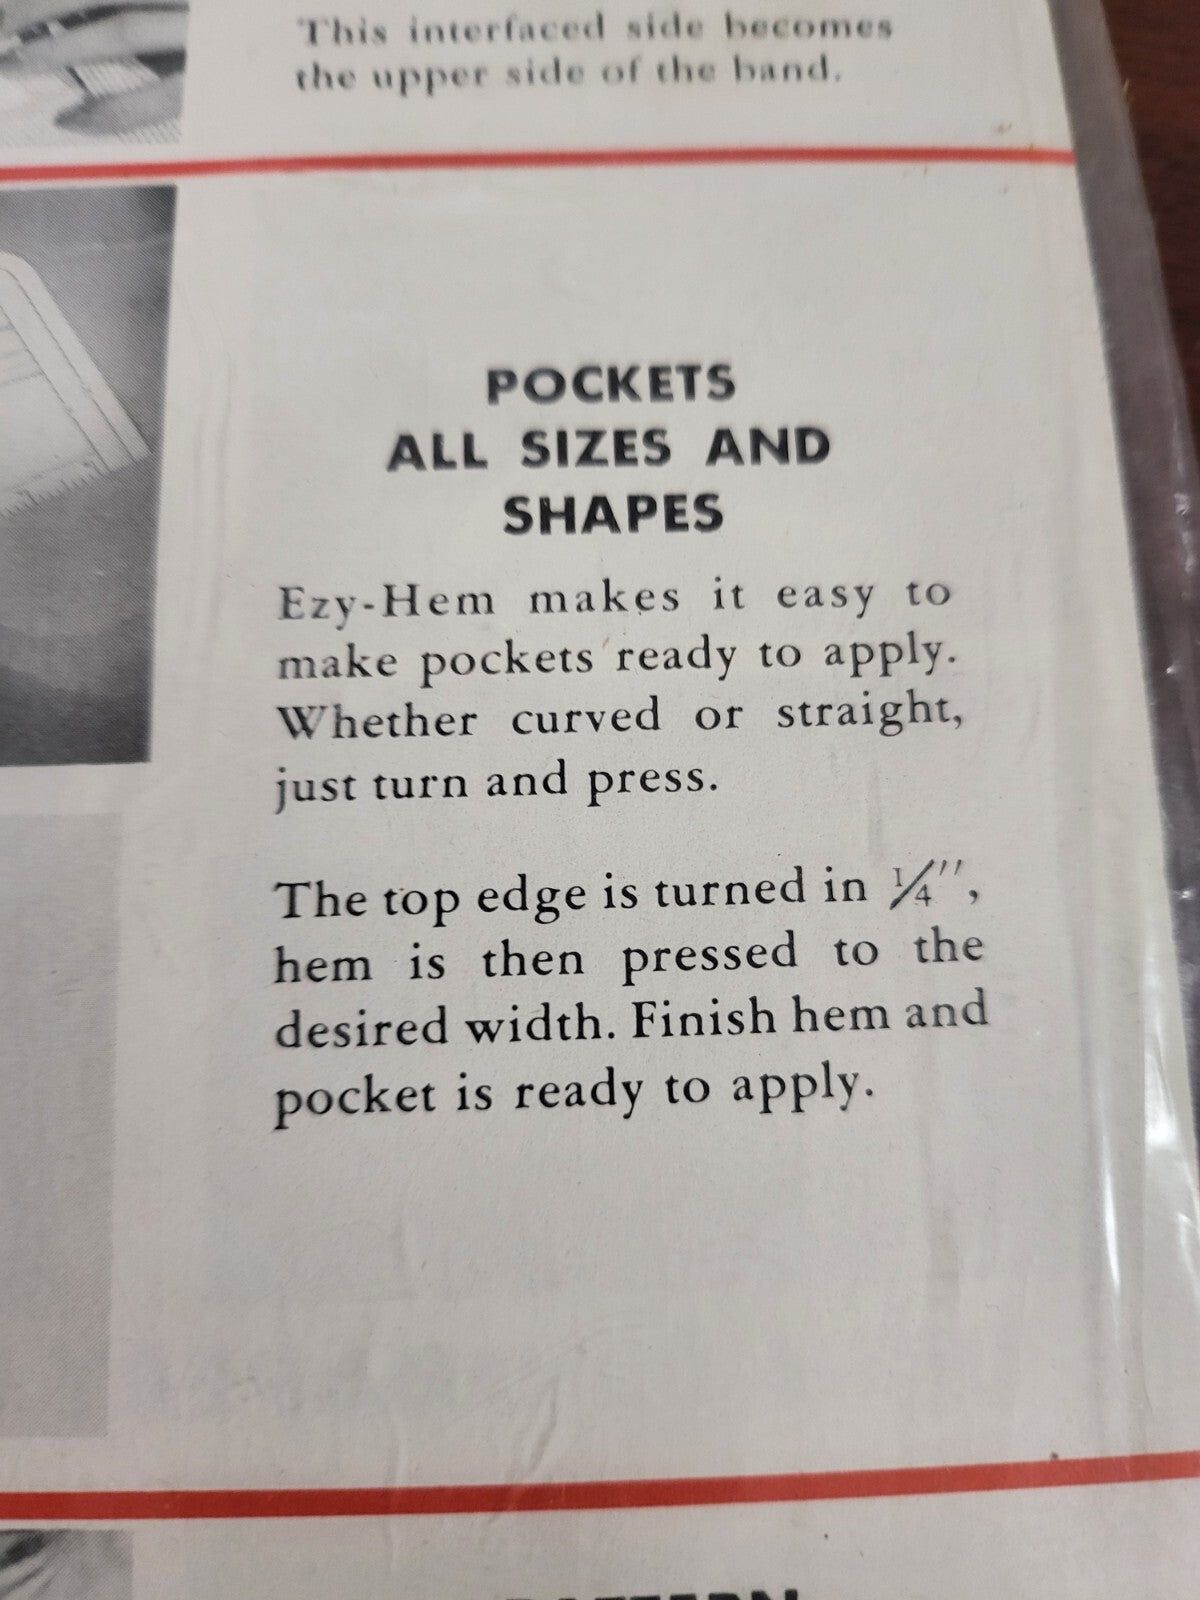 This interfaced side becomes
the upper side of the band.
POCKETS
ALL SIZES AND
SHAPES
Ezy-Hem makes it easy to
make pockets ready to apply.
Whether curved or straight,
just turn and press.
The top edge is turned in ¼",
hem is then pressed to the
desired width. Finish hem and
pocket is ready to apply.